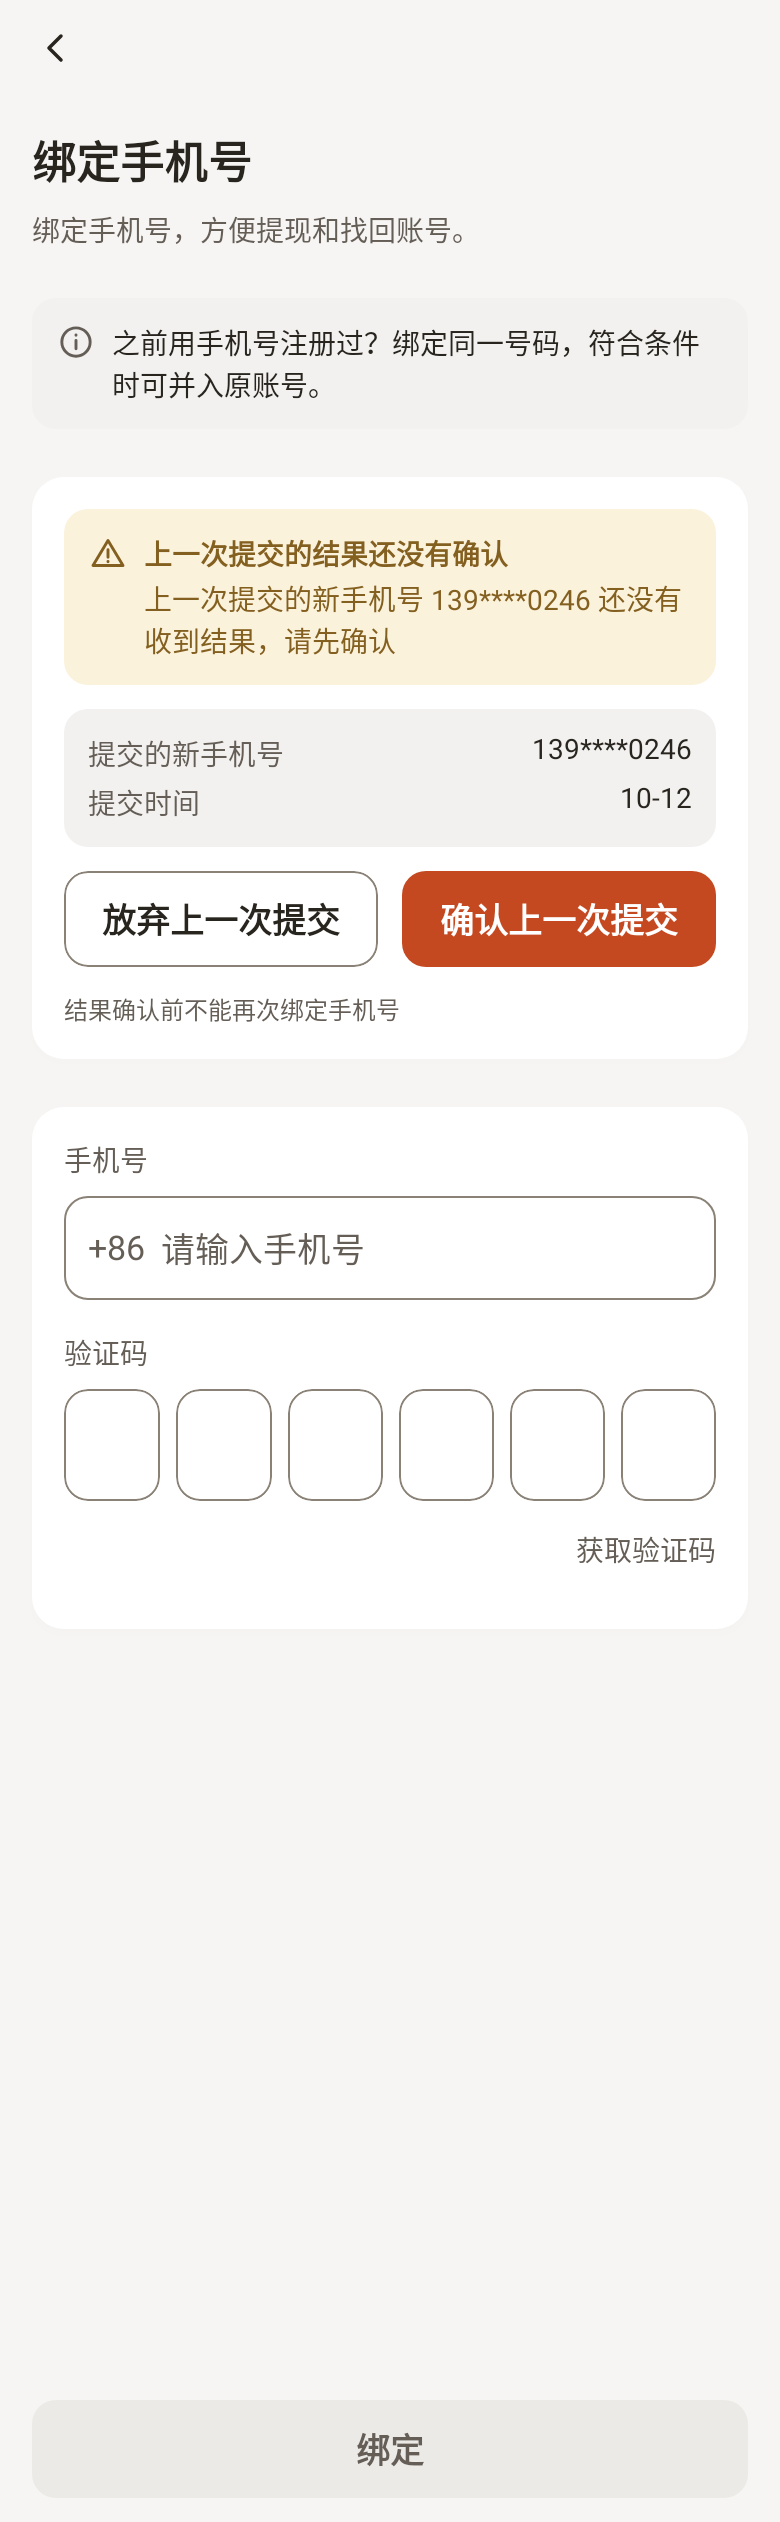 绑定手机号
绑定手机号，方便提现和找回账号。
之前用手机号注册过？绑定同一号码，符合条件
时可并入原账号。
上一次提交的结果还没有确认
上一次提交的新手机号 139****0246 还没有
收到结果，请先确认
提交的新手机号 139****0246
提交时间 10-12
放弃上一次提交 确认上一次提交
结果确认前不能再次绑定手机号
手机号
+86 请输入手机号
验证码
获取验证码
绑定